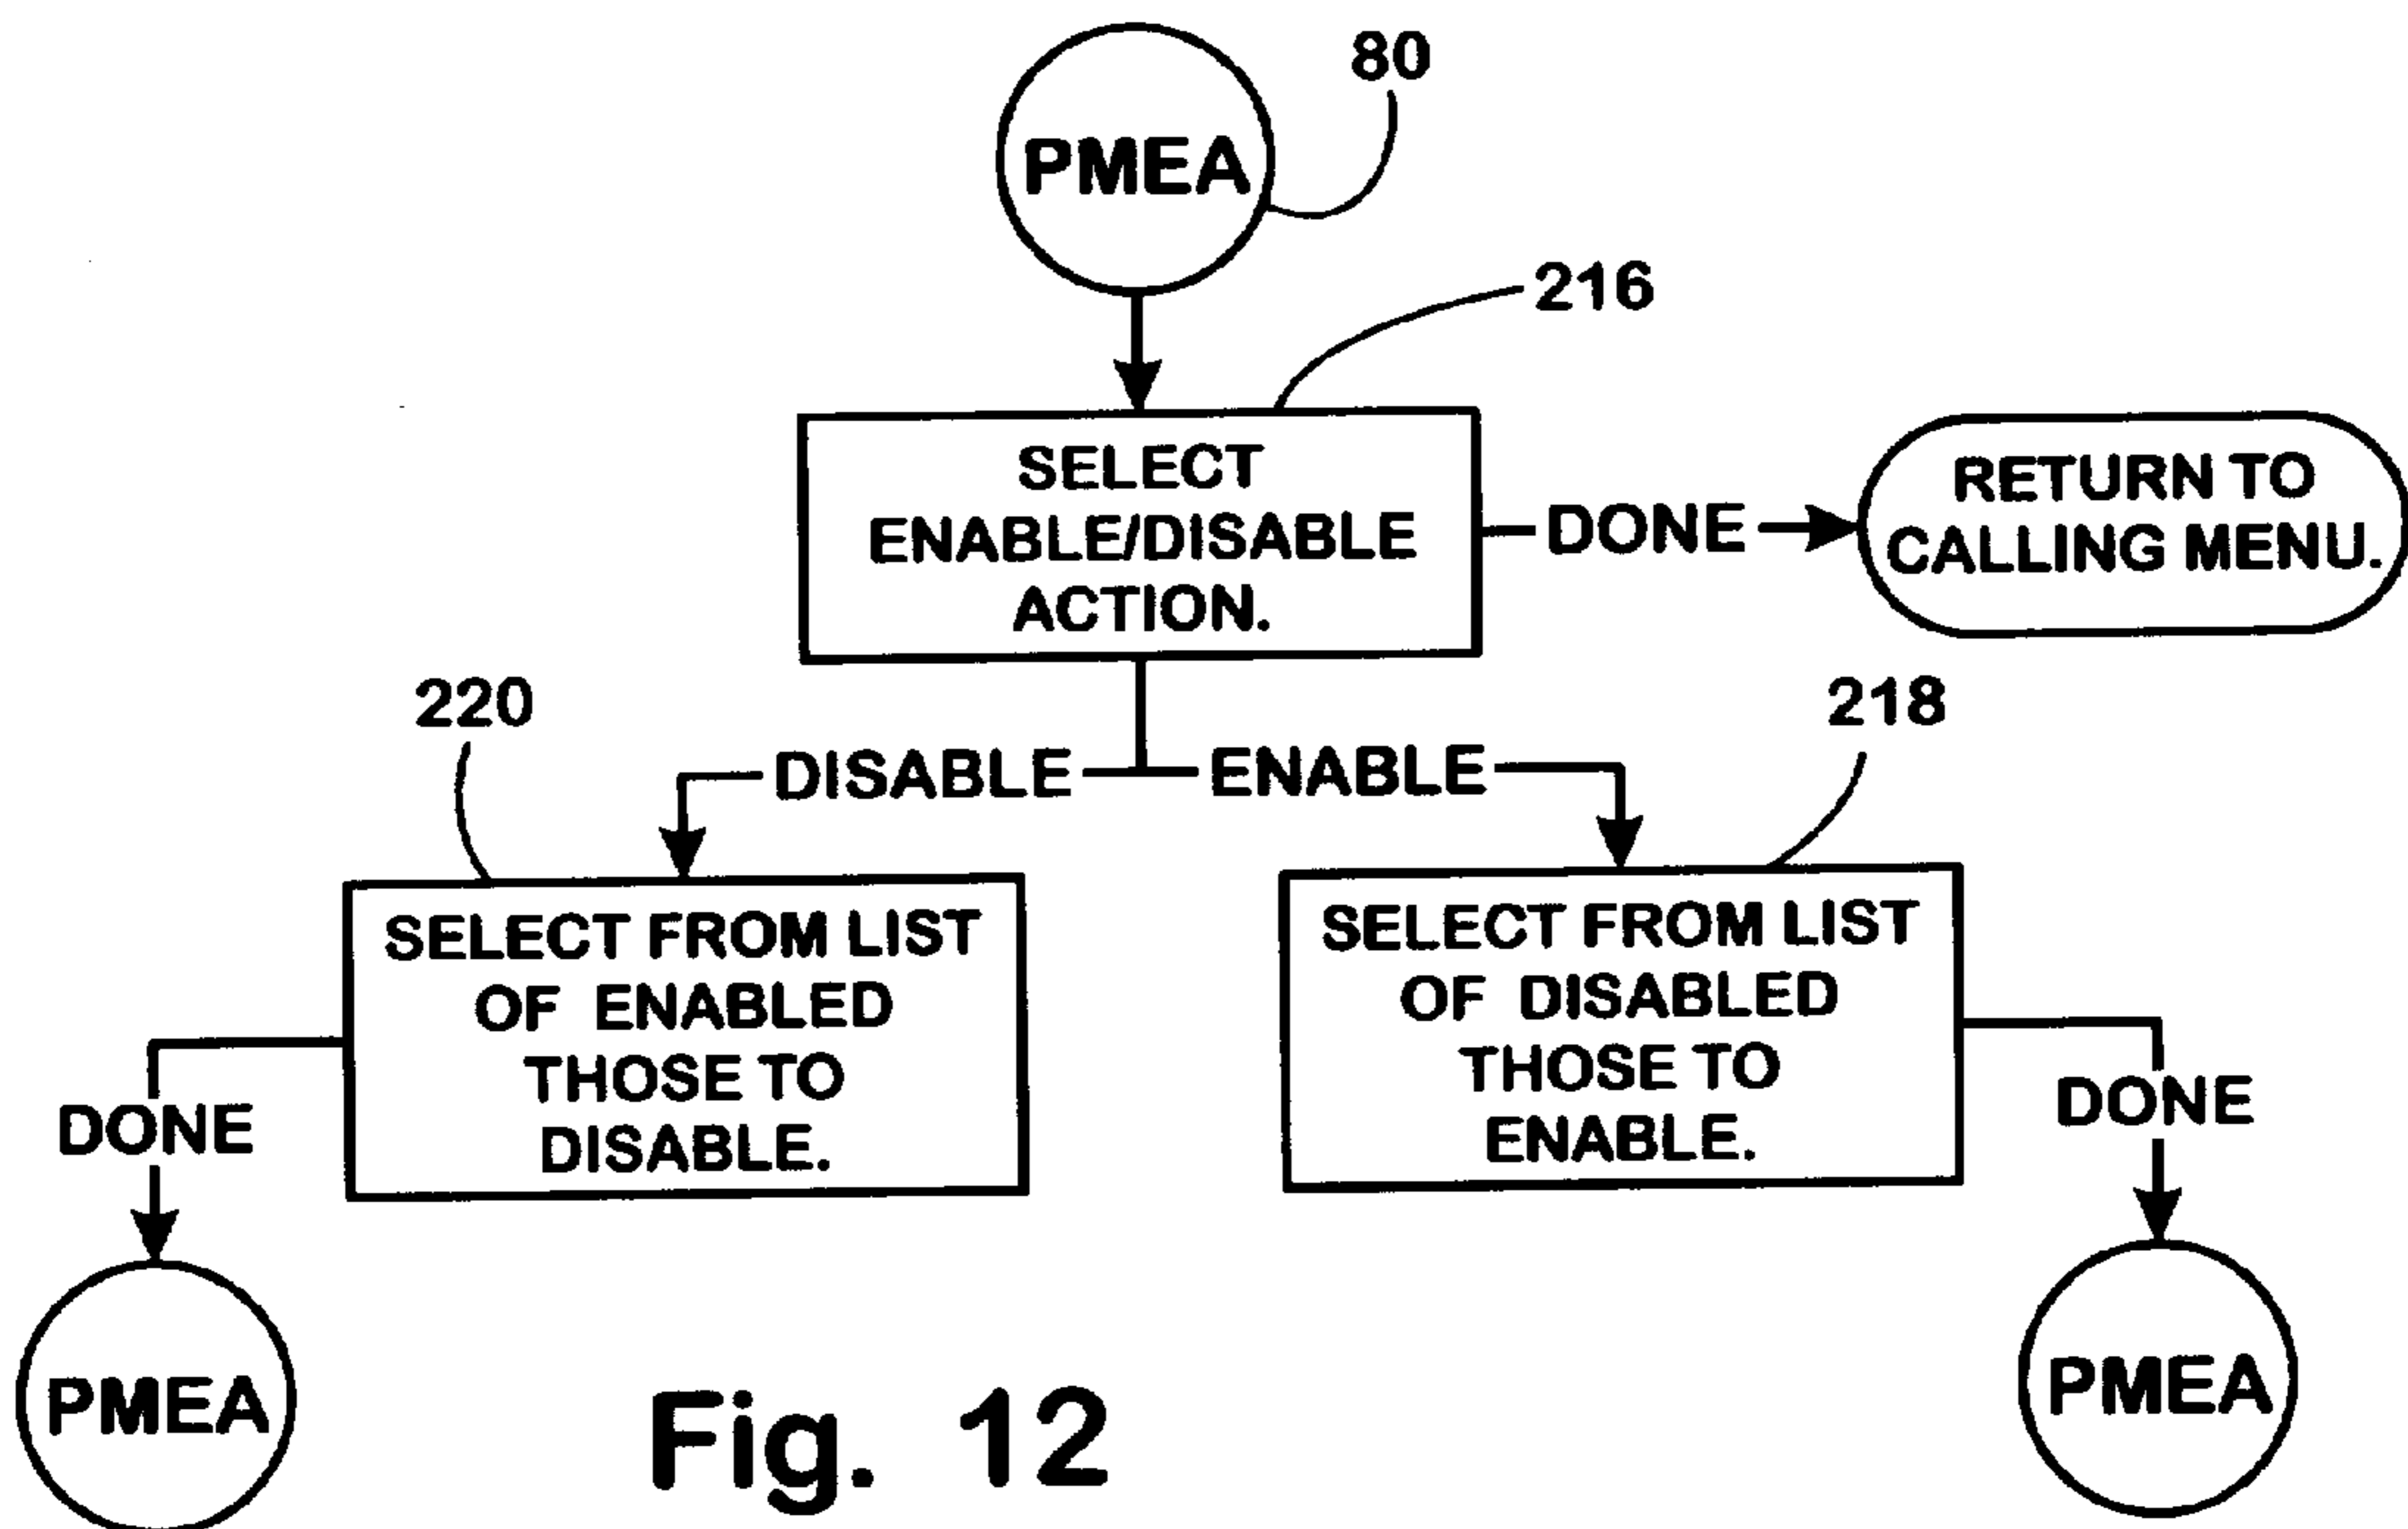 80
PMEA
216
SELECT
ENABLE/DISABLE
ACTION.
DONE
RETURN TO
CALLING MENU.
220
218
DISABLE
ENABLE
SELECT FROM LIST
OF ENABLED
THOSE TO
DISABLE.
SELECT FROM LIST
OF DISABLED
THOSE TO
ENABLE.
DONE
DONE
PMEA
PMEA
Fig. 12